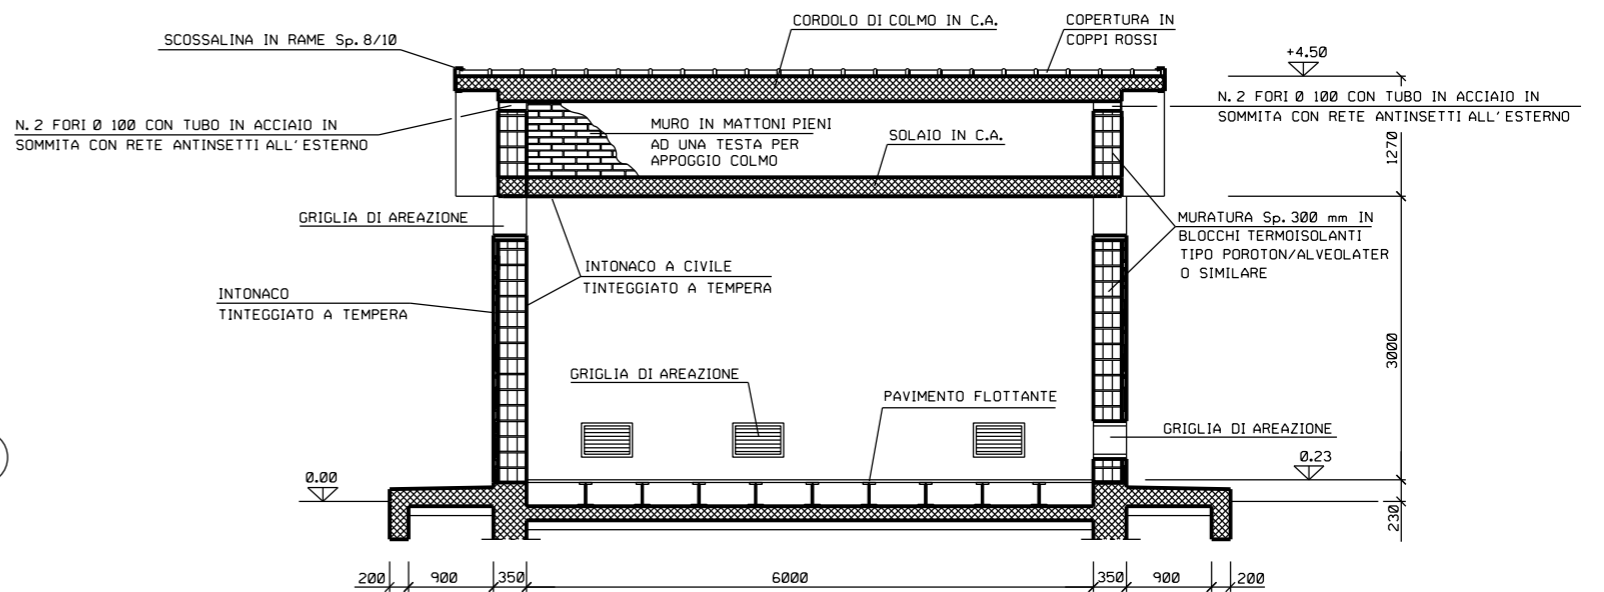 CORDOLO DI COLMO IN C.A.
COPERTURA IN
COPPI ROSSI
SCOSSALINA IN RAME Sp. 8/10
+4.50
N. 2 FORI Ø 100 CON TUBO IN ACCIAIO IN
SOMMITA CON RETE ANTINSETTI ALL'ESTERNO
N. 2 FORI Ø 100 CON TUBO IN ACCIAIO IN
SOMMITA CON RETE ANTINSETTI ALL'ESTERNO
MURO IN MATTONI PIENI
AD UNA TESTA PER
APPOGGIO COLMO
SOLAIO IN C.A.
1270
GRIGLIA DI AREAZIONE
MURATURA Sp. 300 mm IN
BLOCCHI TERMOISOLANTI
TIPO POROTON/ALVEOLATER
O SIMILARE
INTONACO A CIVILE
TINTEGGIATO A TEMPERA
INTONACO
TINTEGGIATO A TEMPERA
3000
GRIGLIA DI AREAZIONE
PAVIMENTO FLOTTANTE
GRIGLIA DI AREAZIONE
0.00
0.23
230
200 900 350 6000 350 900 200